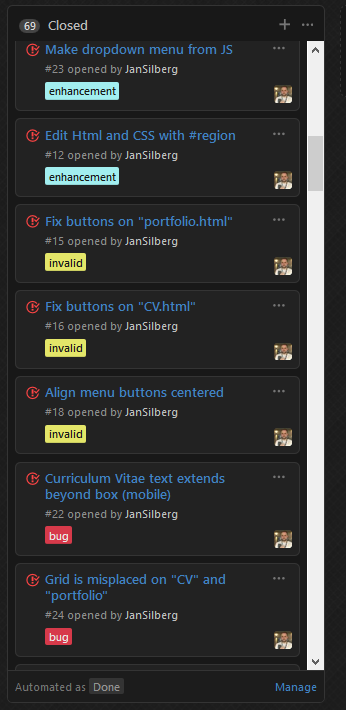 69 Closed
Make dropdown menu from JS
#23 opened by JanSilberg
enhancement
Edit Html and CSS with #region
#12 opened by JanSilberg
enhancement
Fix buttons on "portfolio.html"
#15 opened by JanSilberg
invalid
Fix buttons on "CV.html"
#16 opened by JanSilberg
invalid
Align menu buttons centered
#18 opened by JanSilberg
invalid
Curriculum Vitae text extends
beyond box (mobile)
#22 opened by JanSilberg
bug
Grid is misplaced on "CV" and
"portfolio"
#24 opened by JanSilberg
bug
Automated as Done Manage